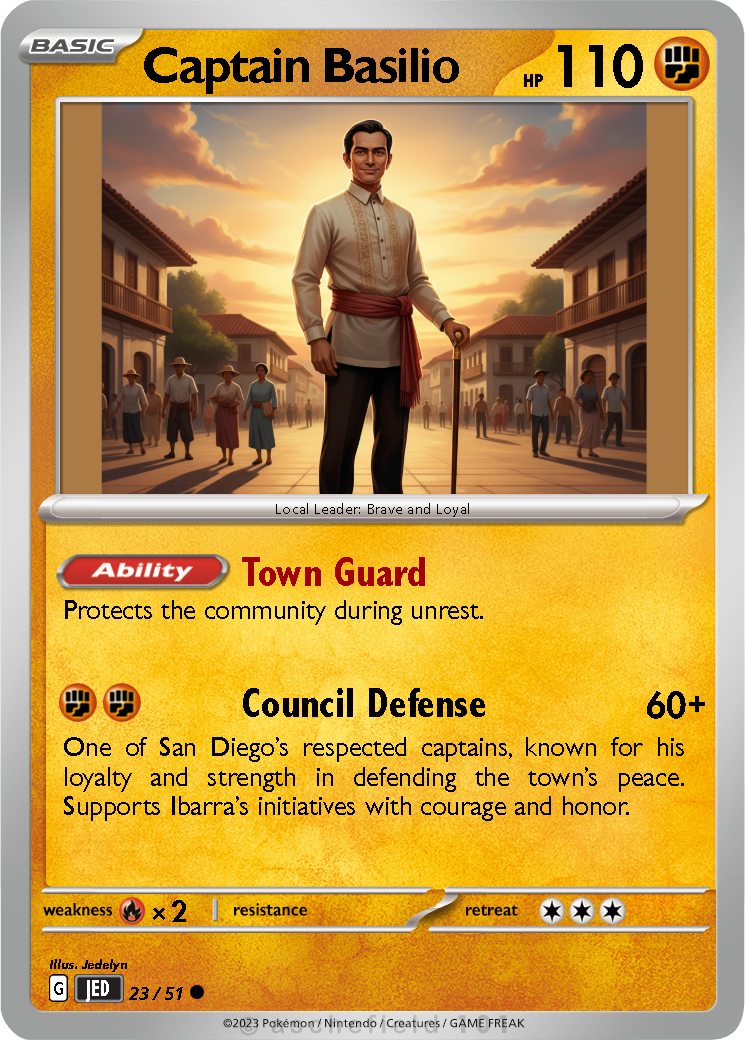 BASIC
Captain Basilio
HP 110
Local Leader: Brave and Loyal
Ability Town Guard
Protects the community during unrest.
Council Defense 60+
One of San Diego's respected captains, known for his
loyalty and strength in defending the town's peace.
Supports Ibarra's initiatives with courage and honor.
weakness ×2 | resistance retreat
Illus. Jedelyn
G JED 23 / 51
©2023 Pokémon / Nintendo / Creatures / GAME FREAK